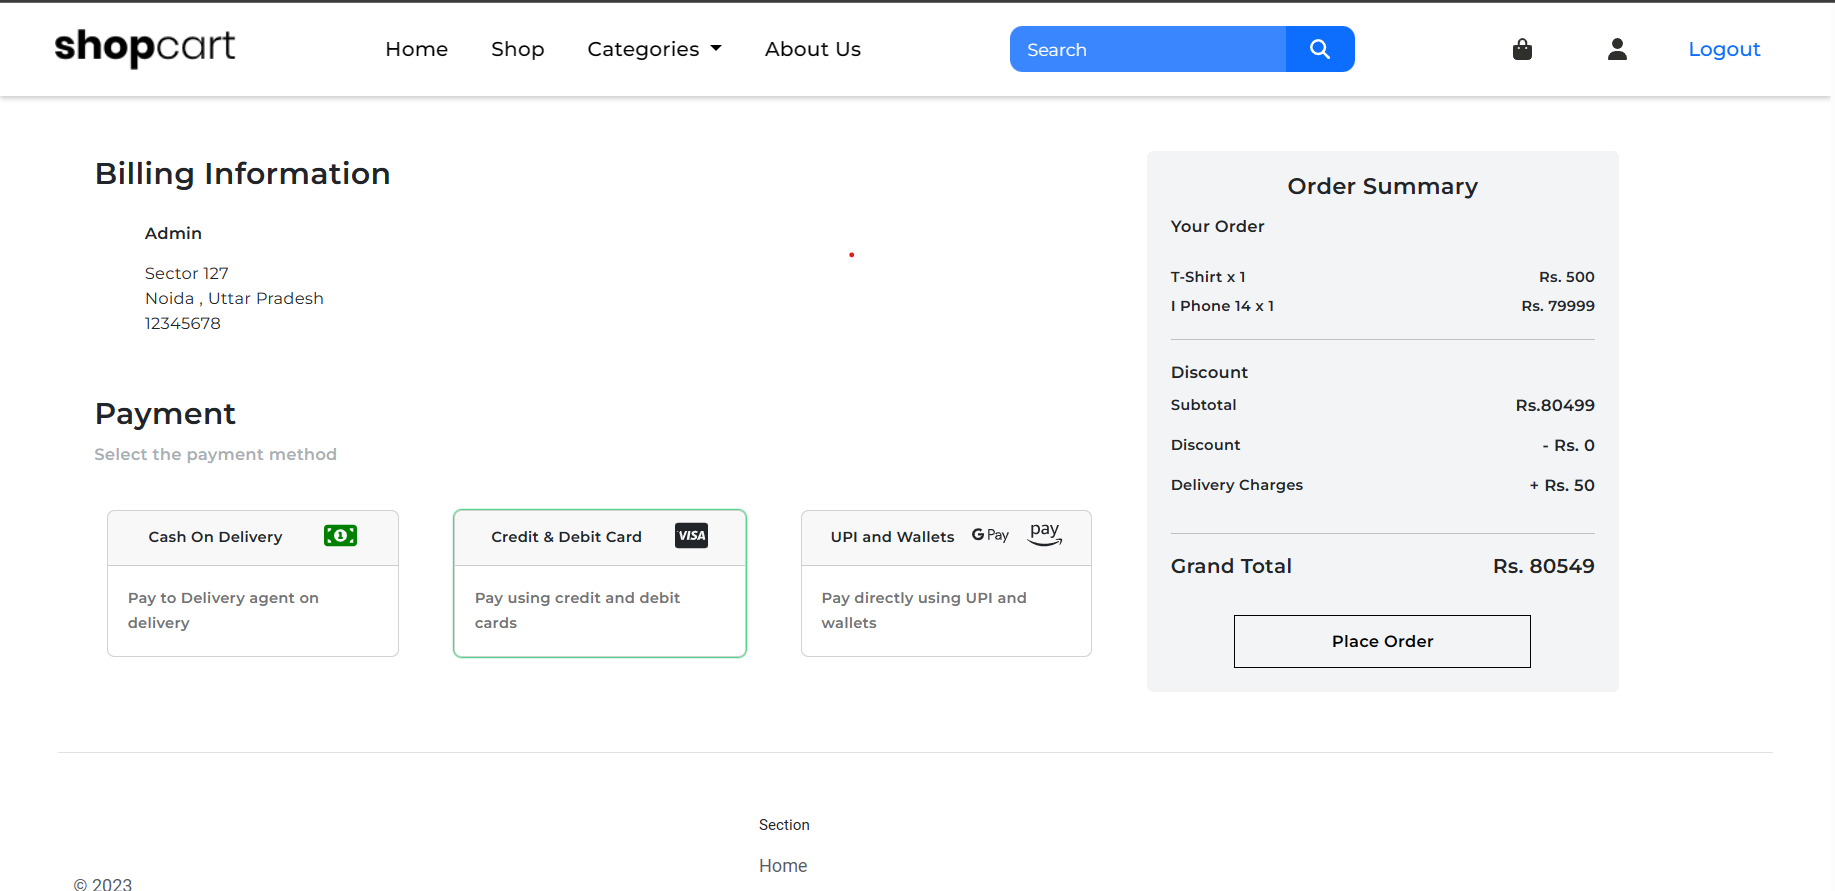 shopcart
Home Shop Categories About Us
Search
Logout
Billing Information
Admin
Sector 127
Noida , Uttar Pradesh
12345678
Payment
Select the payment method
Cash On Delivery
Pay to Delivery agent on
delivery
Credit & Debit Card VISA
Pay using credit and debit
cards
UPI and Wallets G Pay pay
Pay directly using UPI and
wallets
Order Summary
Your Order
T-Shirt x 1 Rs. 500
I Phone 14 x 1 Rs. 79999
Discount
Subtotal Rs.80499
Discount - Rs. 0
Delivery Charges + Rs. 50
Grand Total Rs. 80549
Place Order
Section
Home
© 2023